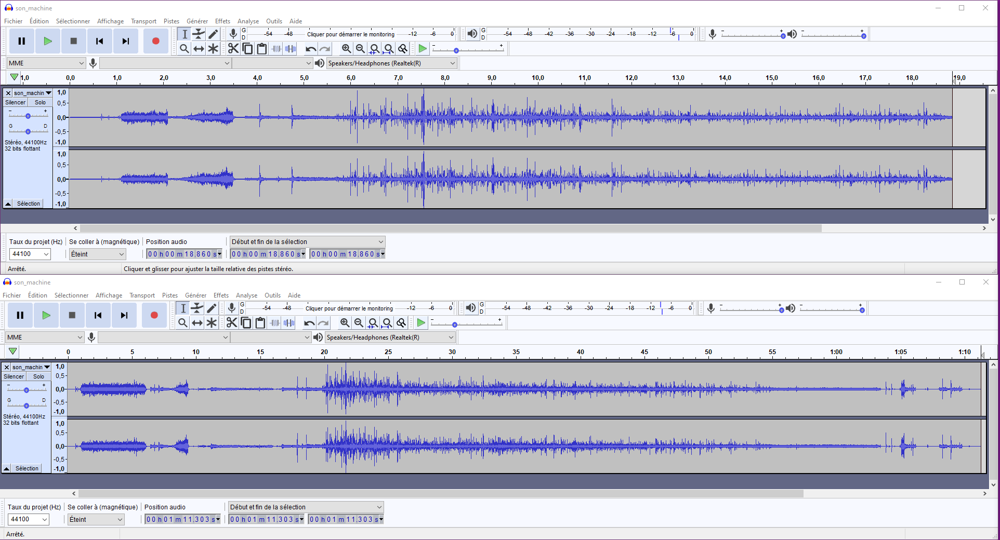 son_machine
Fichier Édition Sélectionner Affichage Transport Pistes Générer Effets Analyse Outils Aide
G D -54 -48 Cliquer pour démarrer le monitoring -12 -6 0 G D -54 -48 -42 -36 -30 -24 -18 -12 -6 0 - + - +
- +
MME Speakers/Headphones (Realtek(R)
1,0 0,0 1,0 2,0 3,0 4,0 5,0 6,0 7,0 8,0 9,0 10,0 11,0 12,0 13,0 14,0 15,0 16,0 17,0 18,0 19,0
son_machin 1,0
Silencer Solo 0,5
- + 0,0
G D -0,5
Stéréo, 44100Hz -1,0
32 bits flottant
1,0
0,5
0,0
-0,5
Sélection -1,0
Taux du projet (Hz) Se coller à (magnétique) Position audio Début et fin de la sélection
44100 Éteint 00 h 00 m 18.860 s 00 h 00 m 18.860 s 00 h 00 m 18.860 s
Arrêté. Cliquer et glisser pour ajuster la taille relative des pistes stéréo.
son_machine
Fichier Édition Sélectionner Affichage Transport Pistes Générer Effets Analyse Outils Aide
G D -54 -48 Cliquer pour démarrer le monitoring -12 -6 0 G D -54 -48 -42 -36 -30 -24 -18 -12 -6 0 - + - +
- +
MME Speakers/Headphones (Realtek(R)
0 5 10 15 20 25 30 35 40 45 50 55 1:00 1:05 1:10
son_machin 1,0
Silencer Solo 0,5
- + 0,0
G D -0,5
-1,0
Stéréo, 44100Hz
32 bits flottant 1,0
0,5
0,0
-0,5
Sélection -1,0
Taux du projet (Hz) Se coller à (magnétique) Position audio Début et fin de la sélection
44100 Éteint 00 h 01 m 11.303 s 00 h 01 m 11.303 s 00 h 01 m 11.303 s
Arrêté.